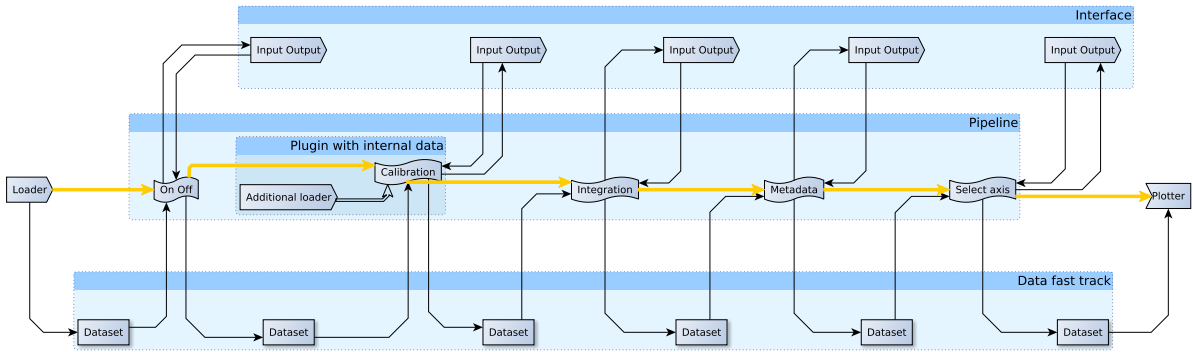 Interface
Input Output
Input Output
Input Output
Input Output
Input Output
Pipeline
Plugin with internal data
Calibration
Loader
On Off
Additional loader
Integration
Metadata
Select axis
Plotter
Data fast track
Dataset
Dataset
Dataset
Dataset
Dataset
Dataset